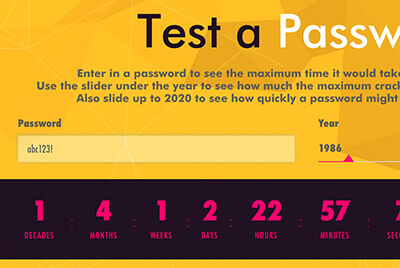 Test a Passw
Enter in a password to see the maximum time it would take
Use the slider under the year to see how much the maximum crack
Also slide up to 2020 to see how quickly a password might
Password Year
abc123! 1986
1 : 4 : 1 : 2 : 22 : 57 :
DECADES MONTHS WEEKS DAYS HOURS MINUTES SECO